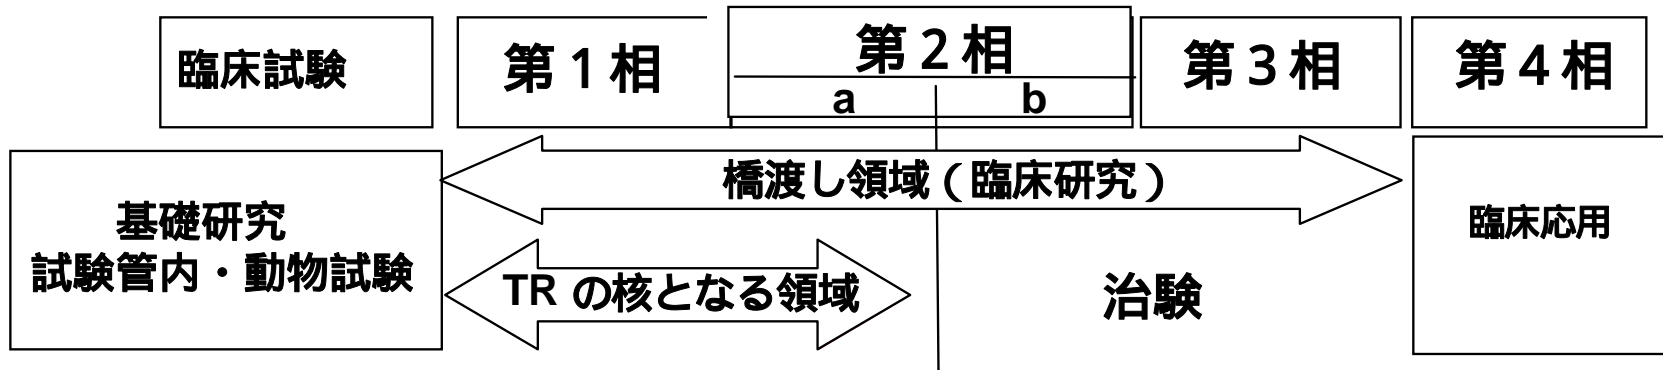 臨床試験
第1相
第2相
a
b
第3相
第4相
橋渡し領域(臨床研究)
基礎研究
試験管内・動物試験
臨床応用
TRの核となる領域
治験